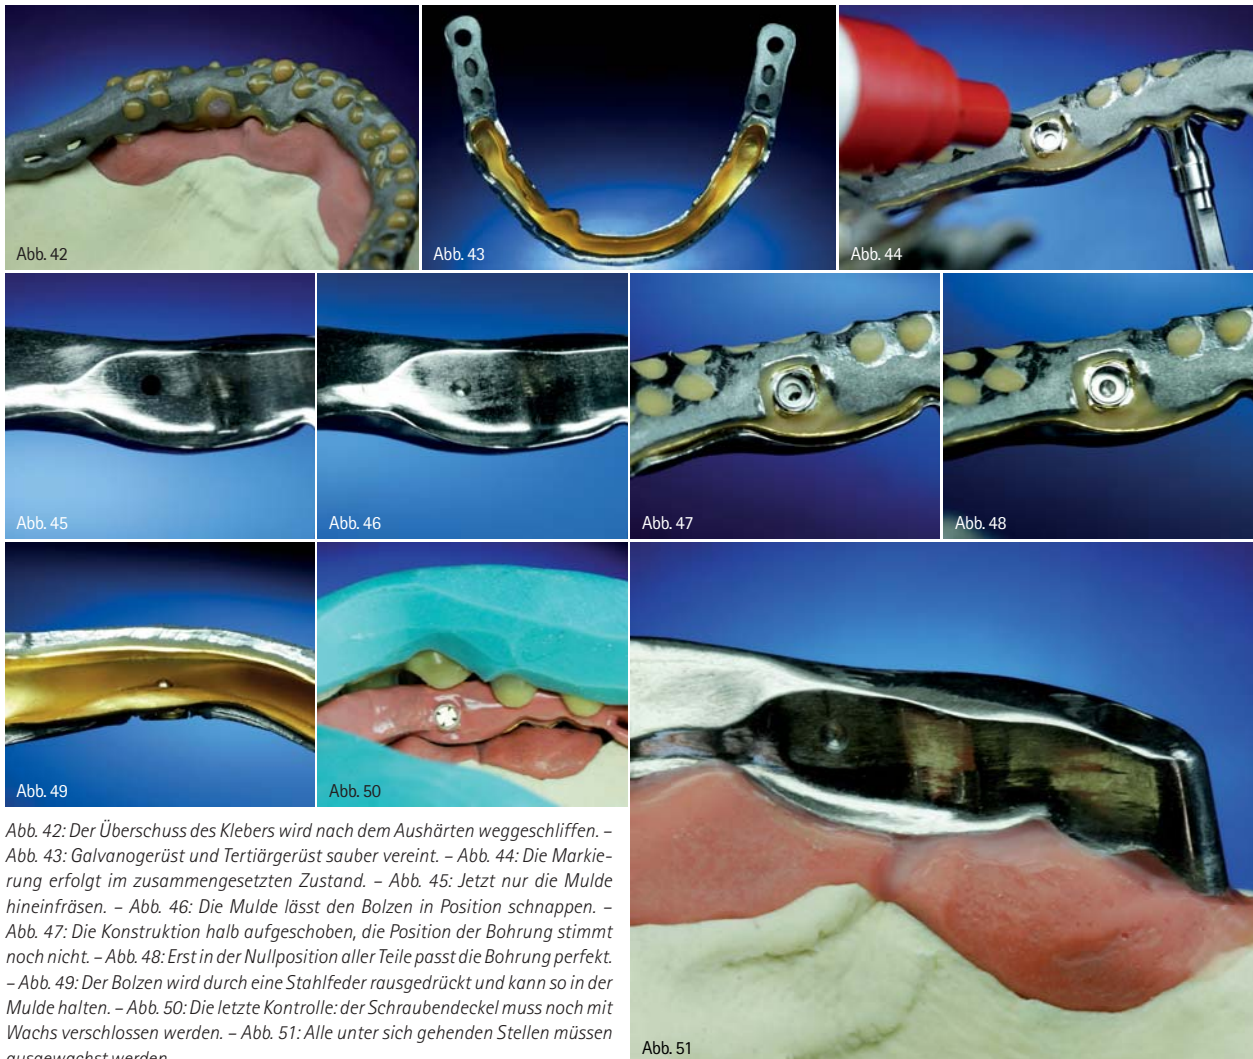 Abb. 42
Abb. 43
Abb. 44
Abb. 45
Abb. 46
Abb. 47
Abb. 48
Abb. 49
Abb. 50
Abb. 51
Abb. 42: Der Überschuss des Klebers wird nach dem Aushärten weggeschliffen. –
Abb. 43: Galvanogerüst und Tertiärgerüst sauber vereint. – Abb. 44: Die Markie-
rung erfolgt im zusammengesetzten Zustand. – Abb. 45: Jetzt nur die Mulde
hineinfräsen. – Abb. 46: Die Mulde lässt den Bolzen in Position schnappen. –
Abb. 47: Die Konstruktion halb aufgeschoben, die Position der Bohrung stimmt
noch nicht. – Abb. 48: Erst in der Nullposition aller Teile passt die Bohrung perfekt.
– Abb. 49: Der Bolzen wird durch eine Stahlfeder rausgedrückt und kann so in der
Mulde halten. – Abb. 50: Die letzte Kontrolle: der Schraubendeckel muss noch mit
Wachs verschlossen werden. – Abb. 51: Alle unter sich gehenden Stellen müssen
ausgewachst werden